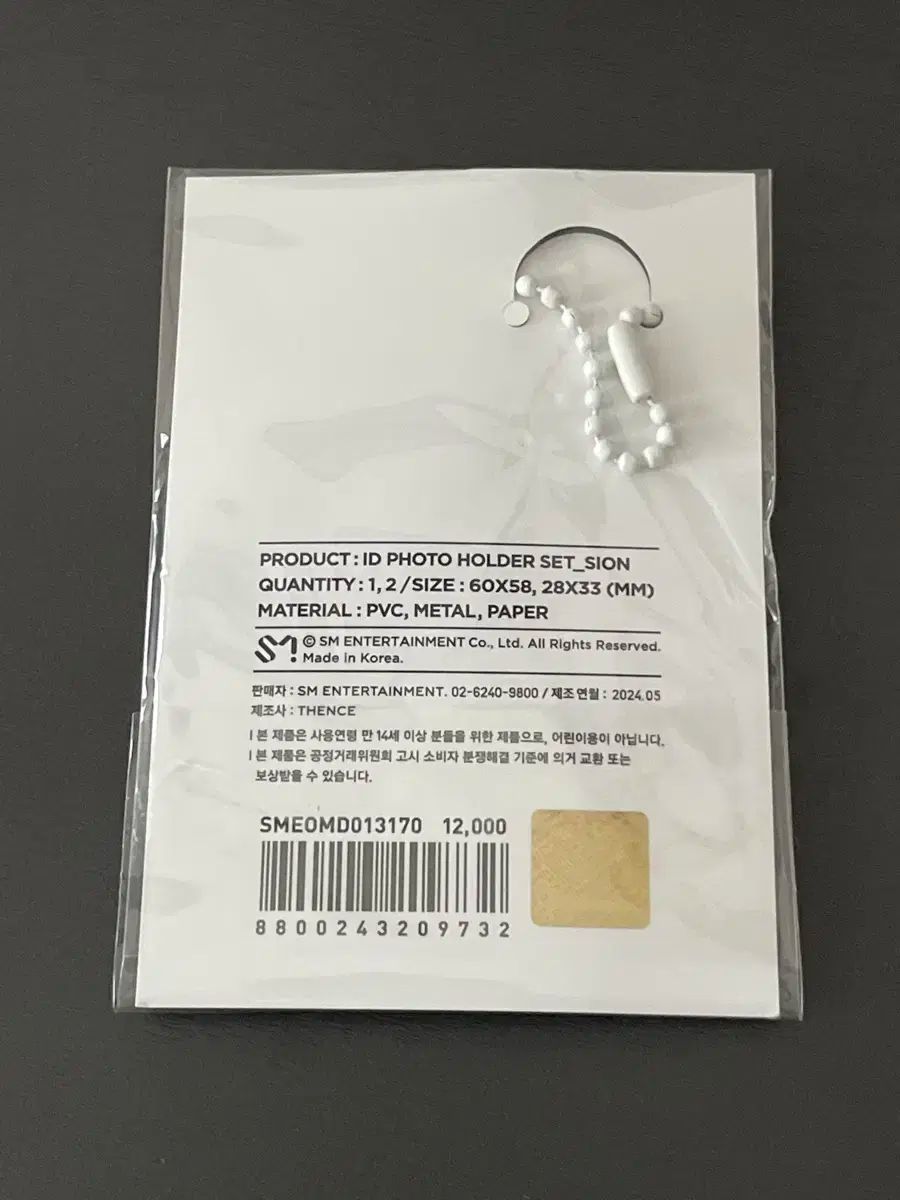 PRODUCT : ID PHOTO HOLDER SET_SION
QUANTITY : 1, 2 / SIZE : 60X58, 28X33 (MM)
MATERIAL : PVC, METAL, PAPER
SM! © SM ENTERTAINMENT Co., Ltd. All Rights Reserved.
Made in Korea.
판매자 : SM ENTERTAINMENT. 02-6240-9800 / 제조연월 : 2024.05
제조사 : THENCE
| 본 제품은 사용연령 만 14세 이상 분들을 위한 제품으로, 어린이용이 아닙니다.
| 본 제품은 공정거래위원회 고시 소비자 분쟁해결 기준에 의거 교환 또는
보상받을 수 있습니다.
SMEOMD013170 12,000
8800243209732